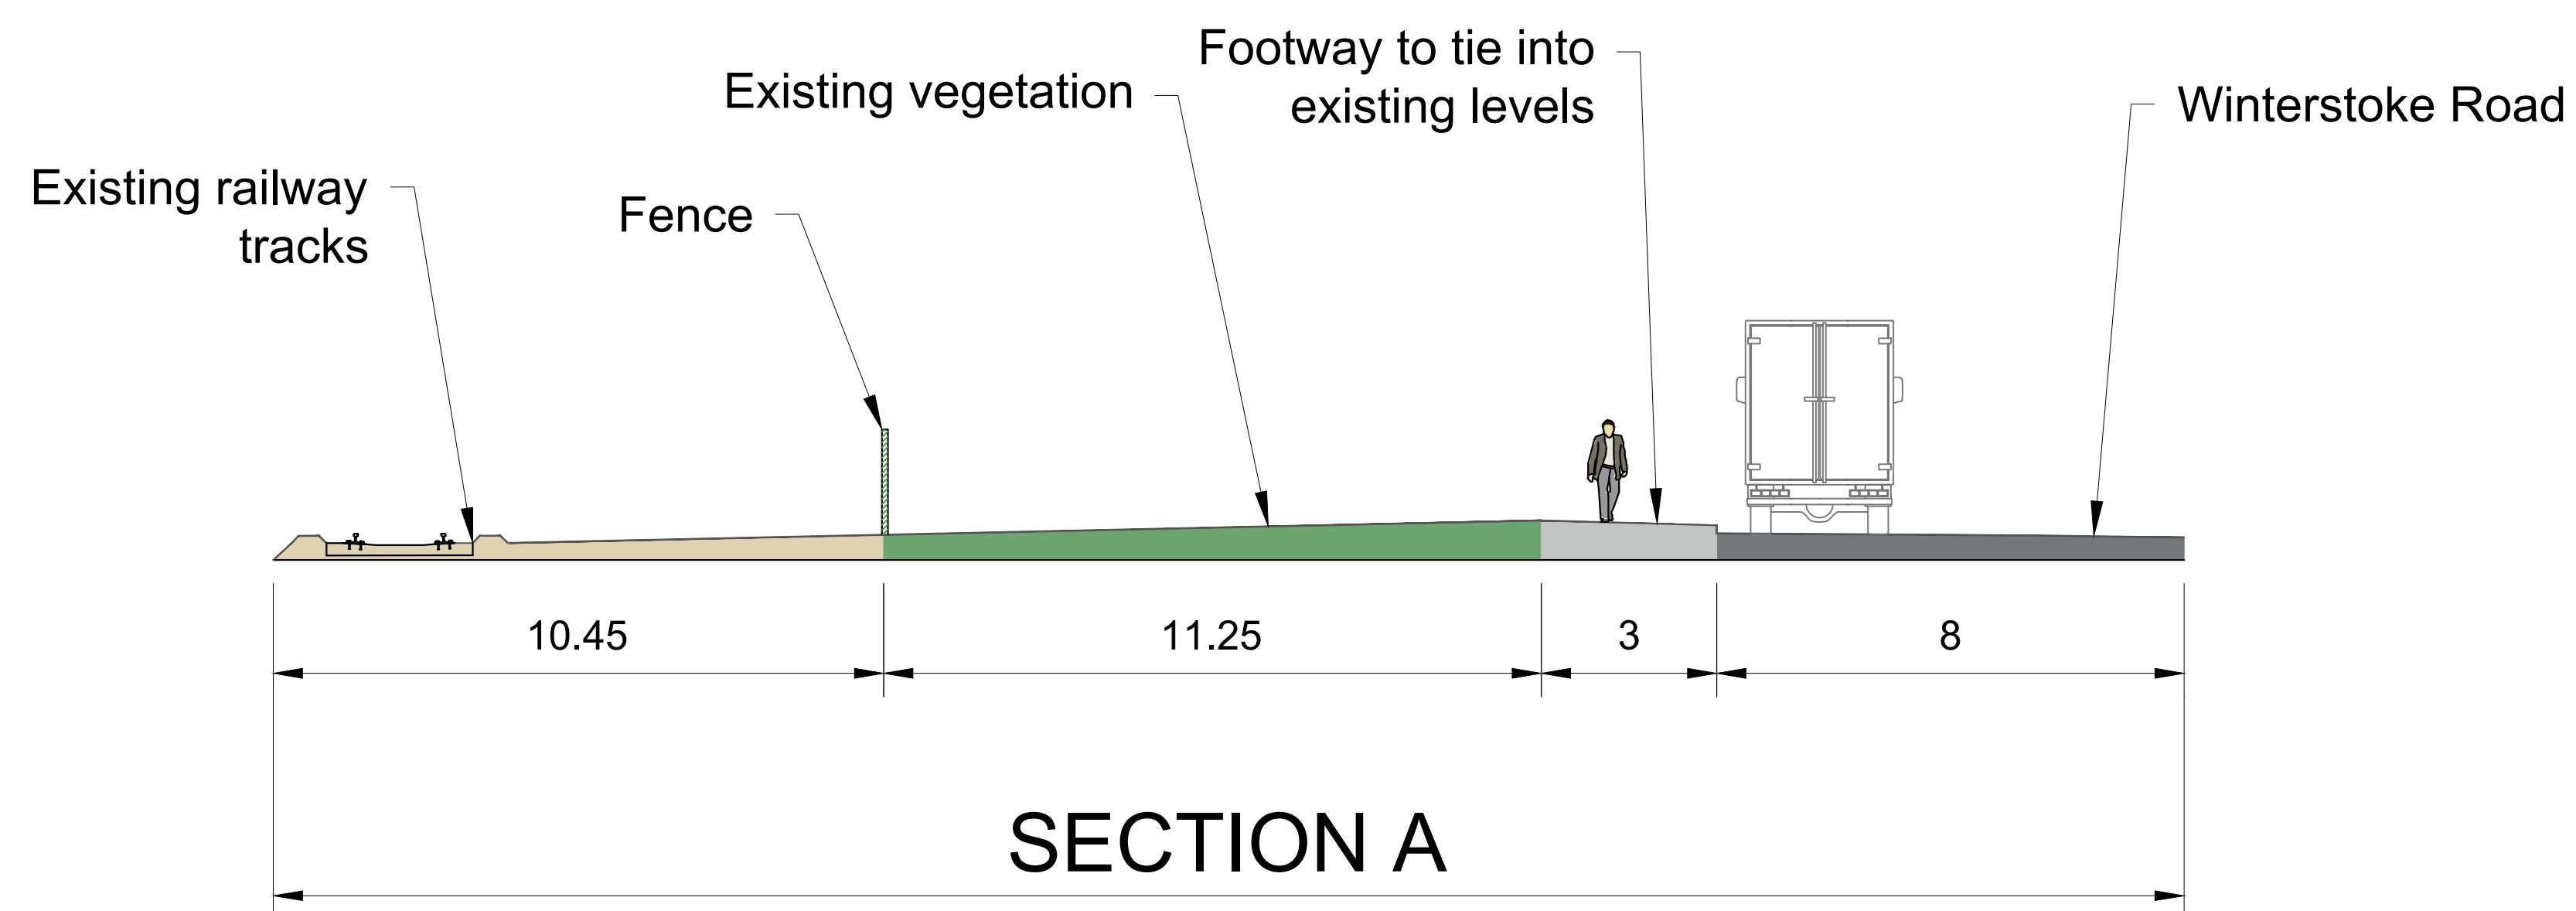 Footway to tie into
existing levels
Existing vegetation
Winterstoke Road
Existing railway
tracks
Fence
10.45
11.25
3
8
SECTION A